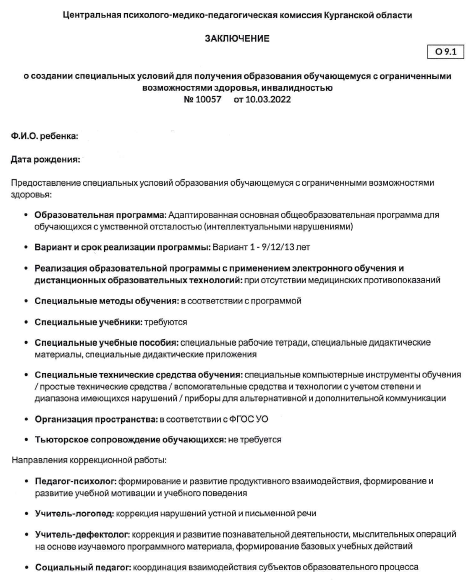 Центральная психолого-медико-педагогическая комиссия Курганской области
ЗАКЛЮЧЕНИЕ
О 9.1
о создании специальных условий для получения образования обучающемуся с ограниченными
возможностями здоровья, инвалидностью
№ 10057 от 10.03.2022
Ф.И.О. ребенка:
Дата рождения:
Предоставление специальных условий образования обучающемуся с ограниченными возможностями
здоровья:
• Образовательная программа: Адаптированная основная общеобразовательная программа для
обучающихся с умственной отсталостью (интеллектуальными нарушениями)
• Вариант и срок реализации программы: Вариант 1 - 9/12/13 лет
• Реализация образовательной программы с применением электронного обучения и
дистанционных образовательных технологий: при отсутствии медицинских противопоказаний
• Специальные методы обучения: в соответствии с программой
• Специальные учебники: требуются
• Специальные учебные пособия: специальные рабочие тетради, специальные дидактические
материалы, специальные дидактические приложения
• Специальные технические средства обучения: специальные компьютерные инструменты обучения
/ простые технические средства / вспомогательные средства и технологии с учетом степени и
диапазона имеющихся нарушений / приборы для альтернативной и дополнительной коммуникации
• Организация пространства: в соответствии с ФГОС УО
• Тьюторское сопровождение обучающихся: не требуется
Направления коррекционной работы:
• Педагог-психолог: формирование и развитие продуктивного взаимодействия, формирование и
развитие учебной мотивации и учебного поведения
• Учитель-логопед: коррекция нарушений устной и письменной речи
• Учитель-дефектолог: коррекция и развитие познавательной деятельности, мыслительных операций
на основе изучаемого программного материала, формирование базовых учебных действий
• Социальный педагог: координация взаимодействия субъектов образовательного процесса